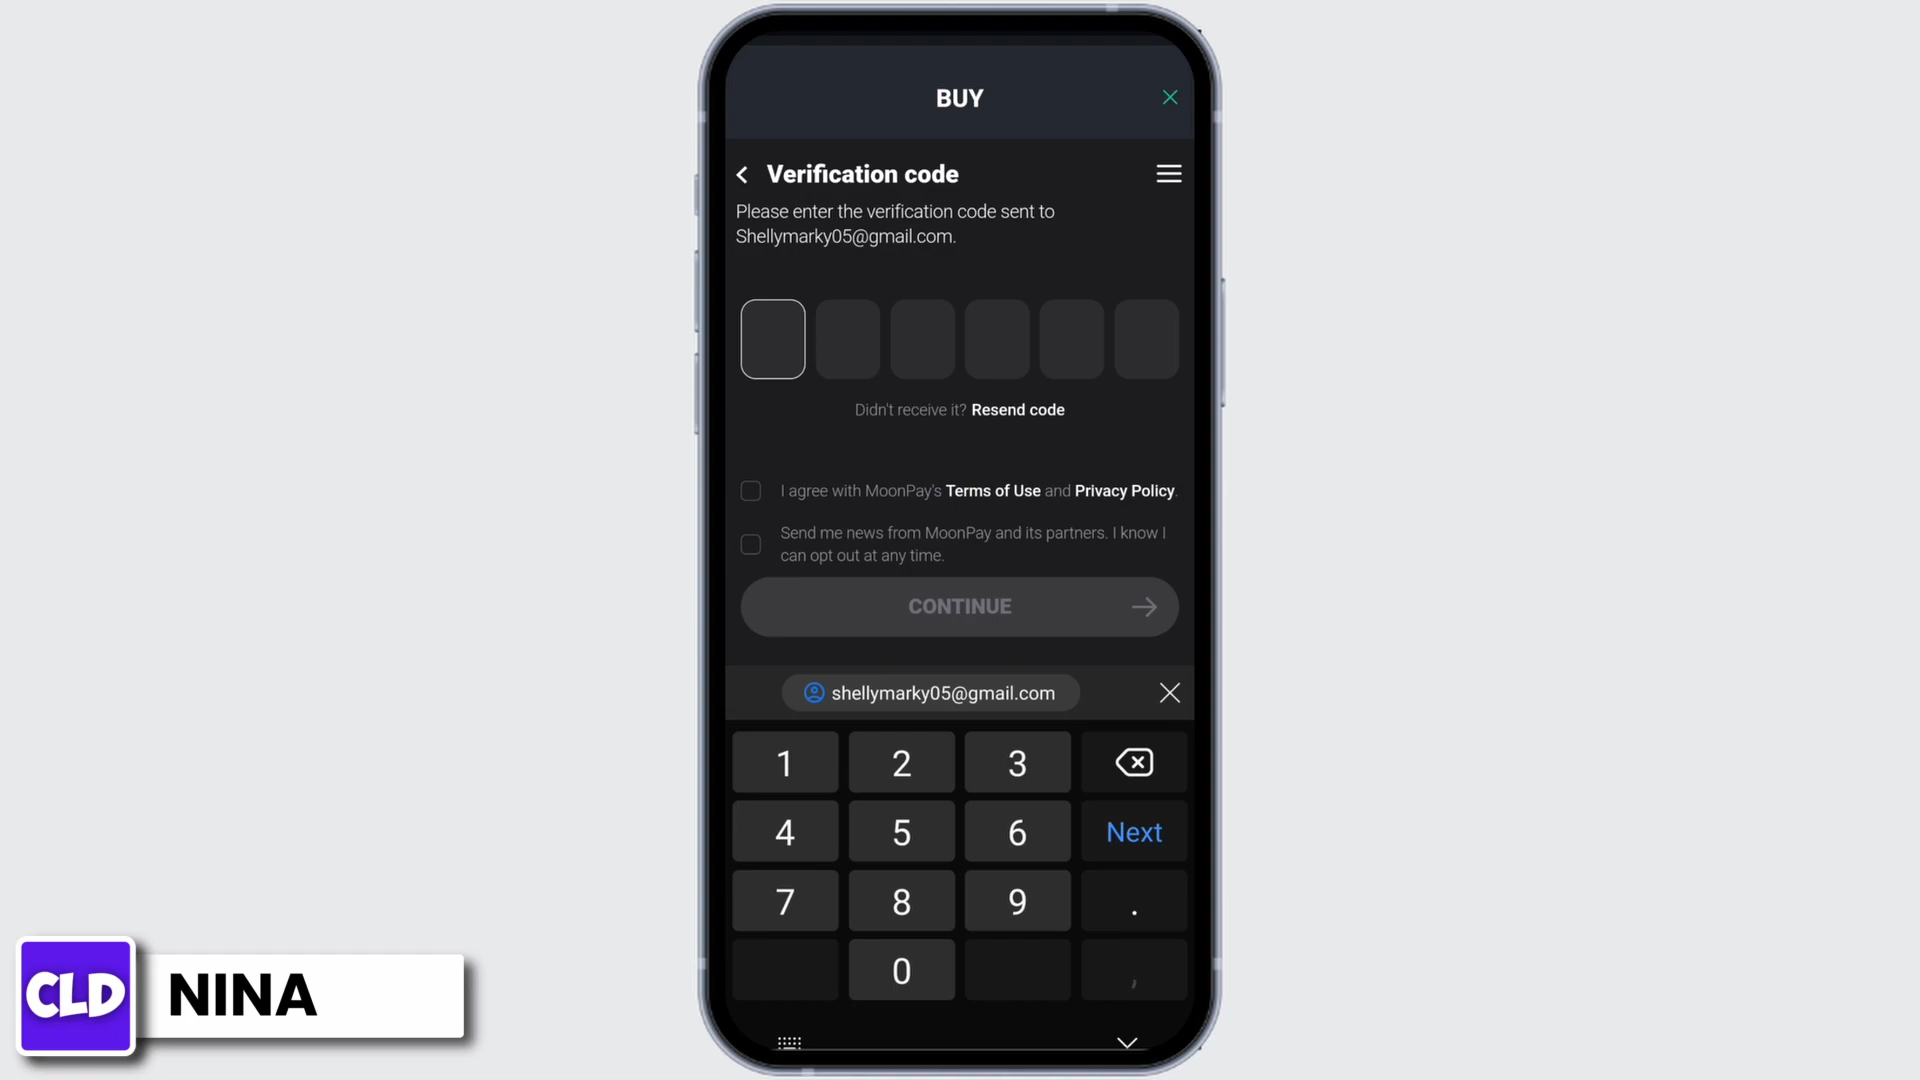 BUY
Verification code
Please enter the verification code sent to
Shellymarky05@gmail.com.
Didn't receive it? Resend code
I agree with MoonPay's Terms of Use and Privacy Policy.
Send me news from MoonPay and its partners. I know I
can opt out at any time.
CONTINUE
shellymarky05@gmail.com
1 2 3
4 5 6 Next
7 8 9 .
0 ,
CLD NINA